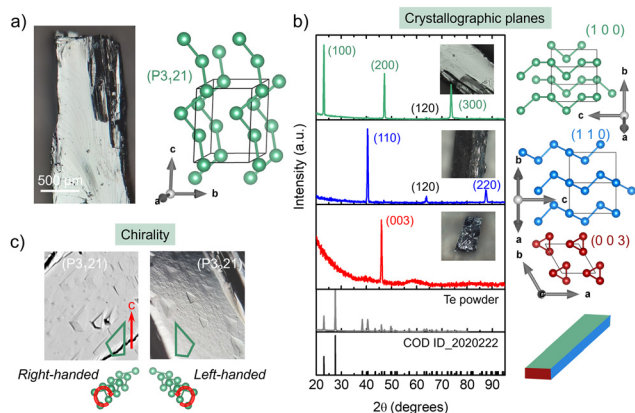 a)
(P3₁21)
500 µm
c
a
b
b)
Crystallographic planes
(100)
(200)
(120)
(300)
(110)
(120)
(220)
(003)
Te powder
COD ID_2020222
Intensity (a.u.)
20 30 40 50 60 70 80 90
2θ (degrees)
(1 0 0)
b
c
a
(1 1 0)
b
c
a
(0 0 3)
b
c
a
c)
Chirality
(P3₁21)
(P3₁21)
c
Right-handed
Left-handed